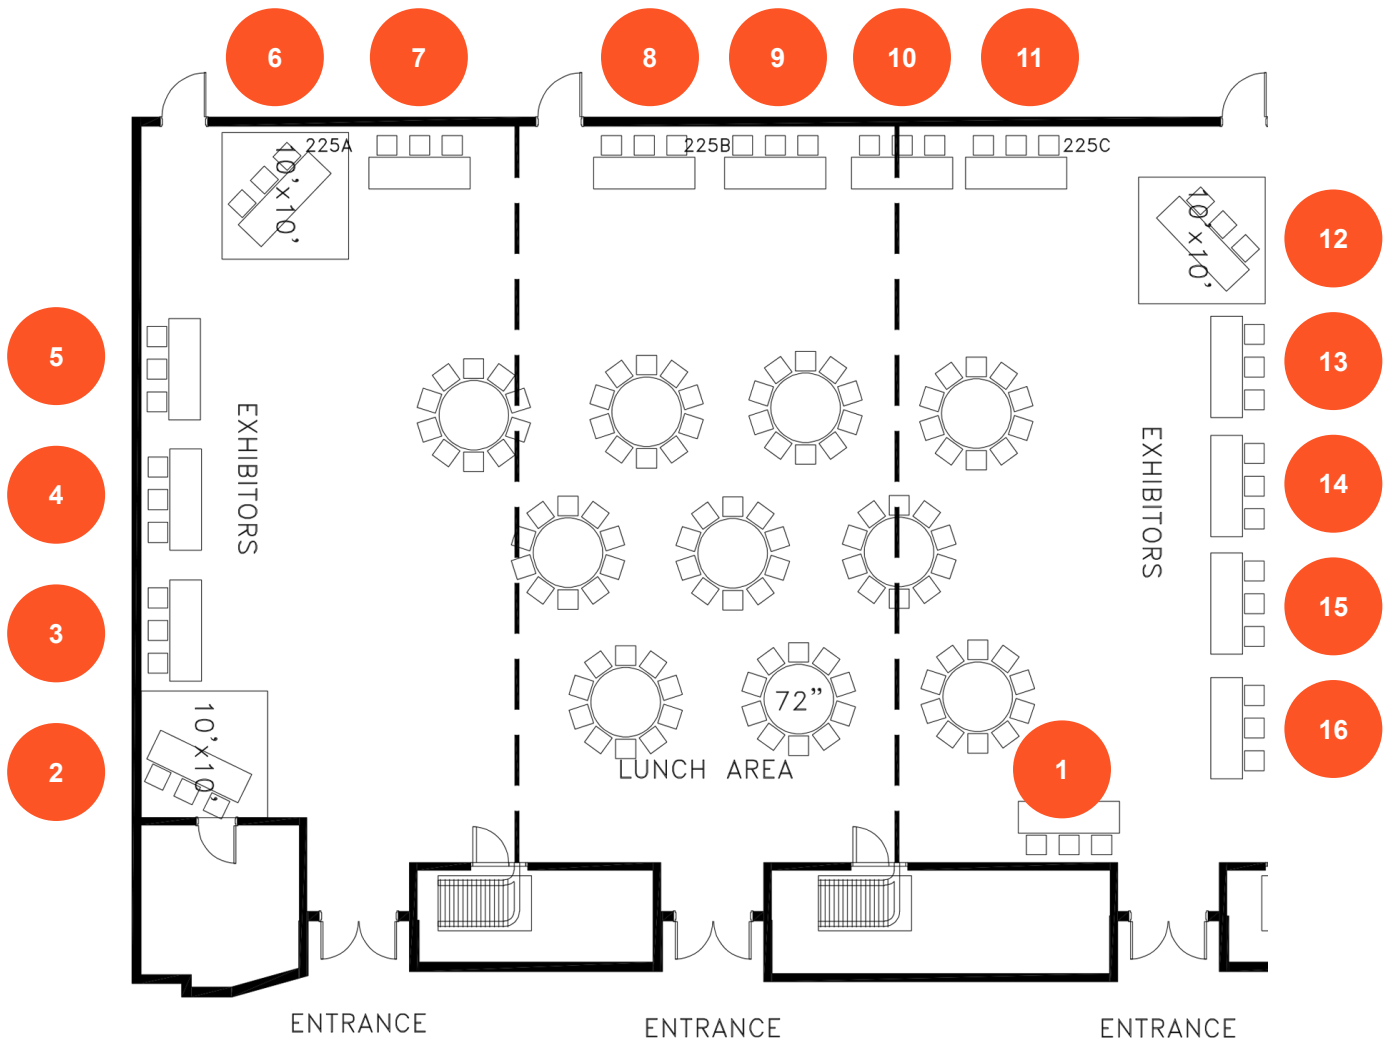 6
7
8
9
10
11
225A
225B
225C
10'x10'
10'x10'
12
5
13
EXHIBITORS
EXHIBITORS
4
14
3
15
10'x10'
72"
16
2
LUNCH AREA
1
ENTRANCE
ENTRANCE
ENTRANCE